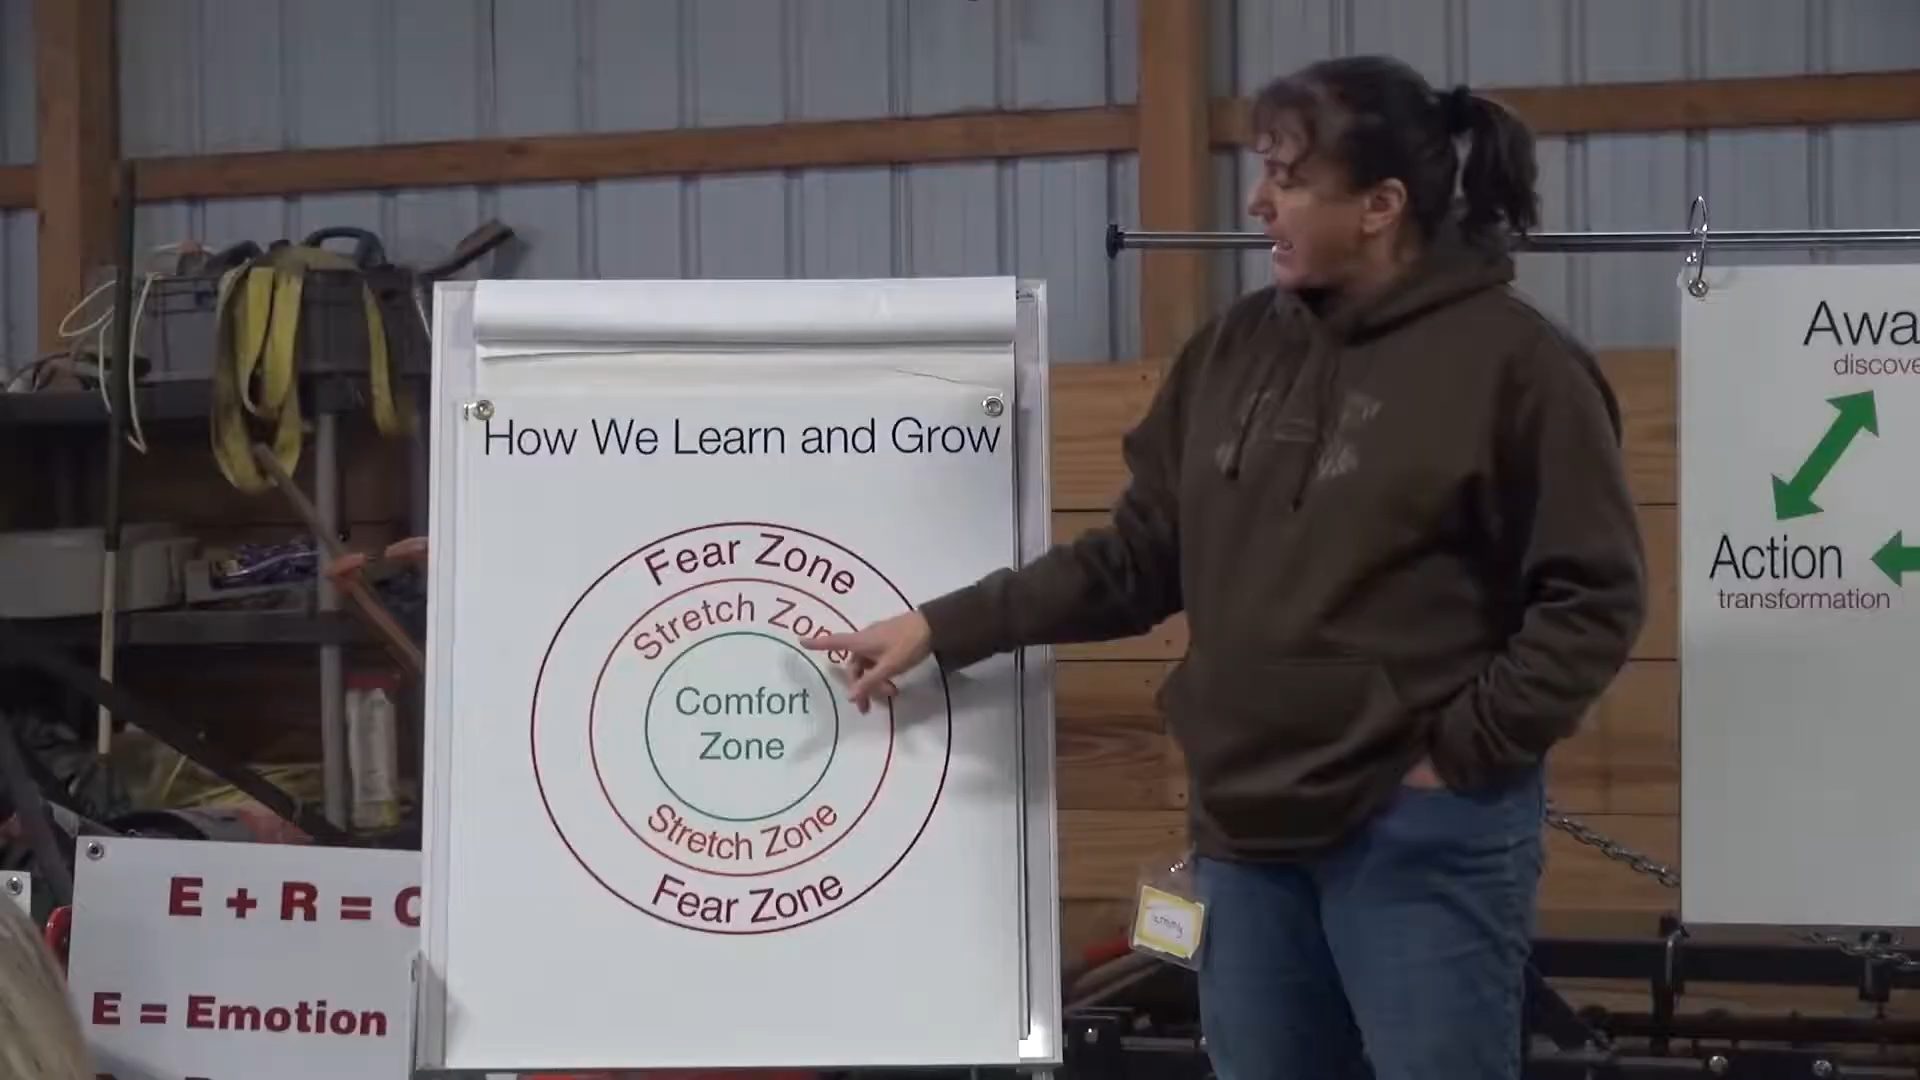 How We Learn and Grow
Fear Zone
Stretch Zone
Comfort
Zone
Stretch Zone
Fear Zone
E + R =
E = Emotion
Awa
discove
Action
transformation